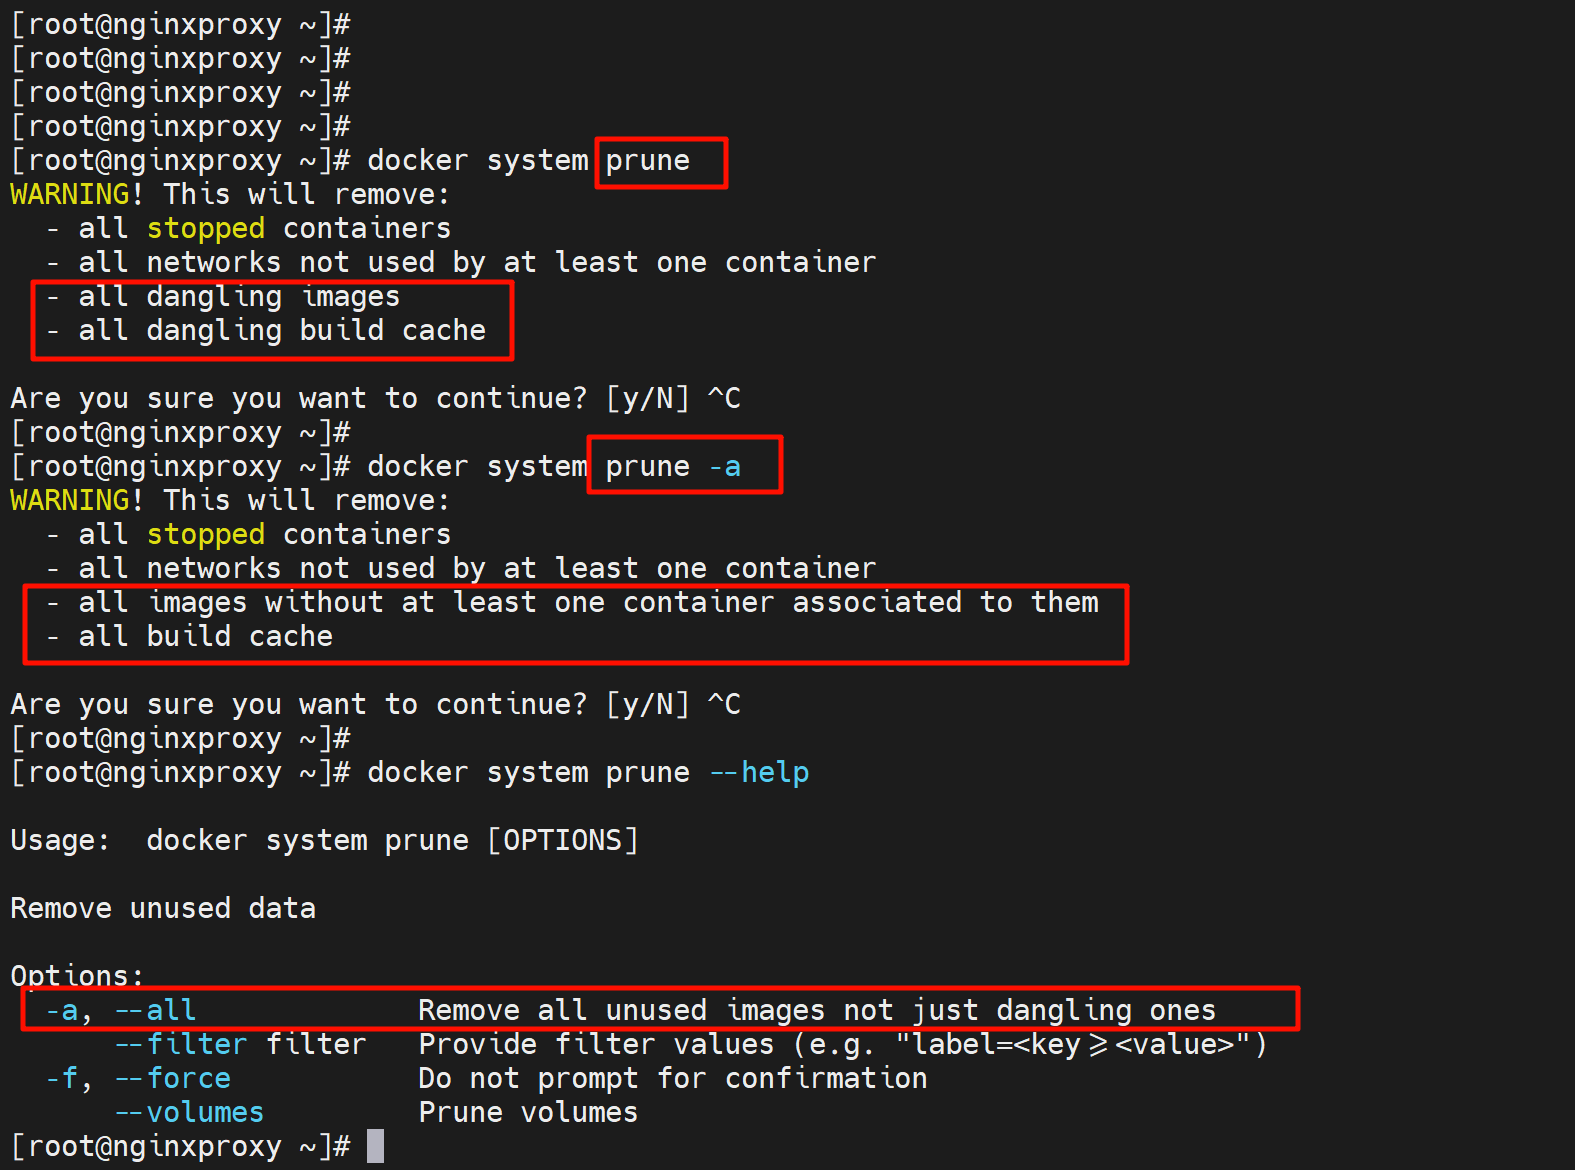 [root@nginxproxy ~]#
[root@nginxproxy ~]#
[root@nginxproxy ~]#
[root@nginxproxy ~]#
[root@nginxproxy ~]# docker system prune
WARNING! This will remove:
  - all stopped containers
  - all networks not used by at least one container
  - all dangling images
  - all dangling build cache

Are you sure you want to continue? [y/N] ^C
[root@nginxproxy ~]#
[root@nginxproxy ~]# docker system prune -a
WARNING! This will remove:
  - all stopped containers
  - all networks not used by at least one container
  - all images without at least one container associated to them
  - all build cache

Are you sure you want to continue? [y/N] ^C
[root@nginxproxy ~]#
[root@nginxproxy ~]# docker system prune --help

Usage:  docker system prune [OPTIONS]

Remove unused data

Options:
  -a, --all             Remove all unused images not just dangling ones
      --filter filter   Provide filter values (e.g. "label=<key>=<value>")
  -f, --force           Do not prompt for confirmation
      --volumes         Prune volumes
[root@nginxproxy ~]#